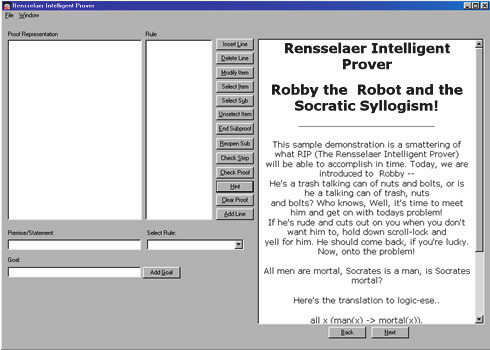 Rensselaer Intelligent Prover
File Window
Proof Representation
Rule
Insert Line
Delete Line
Modify Item
Select Item
Select Sub
Unselect Item
End Subproof
Reopen Sub
Check Step
Check Proof
Hint
Clear Proof
Add Line
Premise/Statement:
Select Rule:
Goal:
Add Goal
Rensselaer Intelligent
Prover
Robby the Robot and the
Socratic Syllogism!
This sample demonstration is a smattering of
what RIP (The Rensselaer Intelligent Prover)
will be able to accomplish in time. Today, we are
introduced to Robby --
He's a trash talking can of nuts and bolts, or is
he a talking can of trash, nuts
and bolts? Who knows, Well, it's time to meet
him and get on with todays problem!
If he's rude and cuts out on you when you don't
want him to, hold down scroll-lock and
yell for him. He should come back, if you're lucky.
Now, onto the problem!
All men are mortal, Socrates is a man, is Socrates
mortal?
Here's the translation to logic-ese..
all x (man(x) -> mortal(x)).
Back
Next